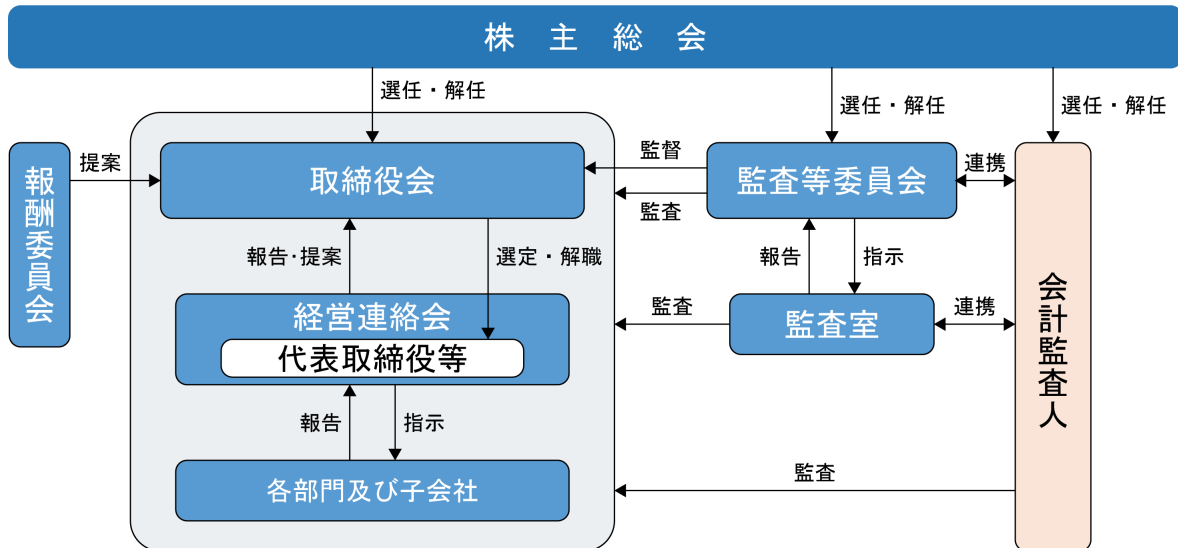 株主総会
選任・解任
選任・解任
選任・解任
報酬委員会
提案
取締役会
監督
監査
監査等委員会
連携
報告・提案
選定・解職
報告
指示
経営連絡会
代表取締役等
監査
監査室
連携
会計監査人
報告
指示
各部門及び子会社
監査